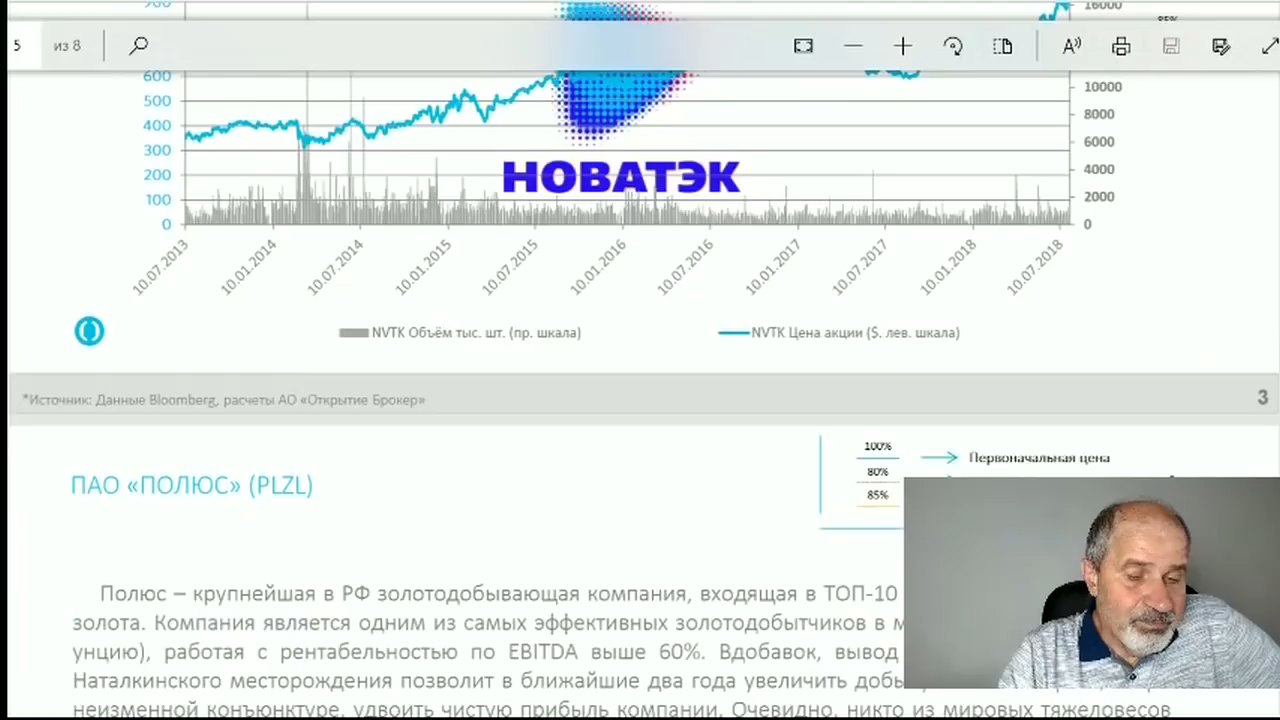 900
16000
85%
5 из 8
600
10000
500
8000
400
6000
300
200
4000
100
2000
0
0
НОВАТЭК
10.07.2013
10.01.2014
10.07.2014
10.01.2015
10.07.2015
10.01.2016
10.07.2016
10.01.2017
10.07.2017
10.01.2018
10.07.2018
NVTK Объём тыс. шт. (пр. шкала)
NVTK Цена акции ($. лев. шкала)
*Источник: Данные Bloomberg, расчеты АО «Открытие Брокер»
3
ПАО «ПОЛЮС» (PLZL)
100%
Первоначальная цена
80%
85%
Полюс – крупнейшая в РФ золотодобывающая компания, входящая в ТОП-10
золота. Компания является одним из самых эффективных золотодобытчиков в
унцию), работая с рентабельностью по EBITDA выше 60%. Вдобавок, вывод
Наталкинского месторождения позволит в ближайшие два года увеличить
неизменной конъюнктуре, удвоить чистую прибыль компании. Очевидно, никто из мировых тяжеловесов